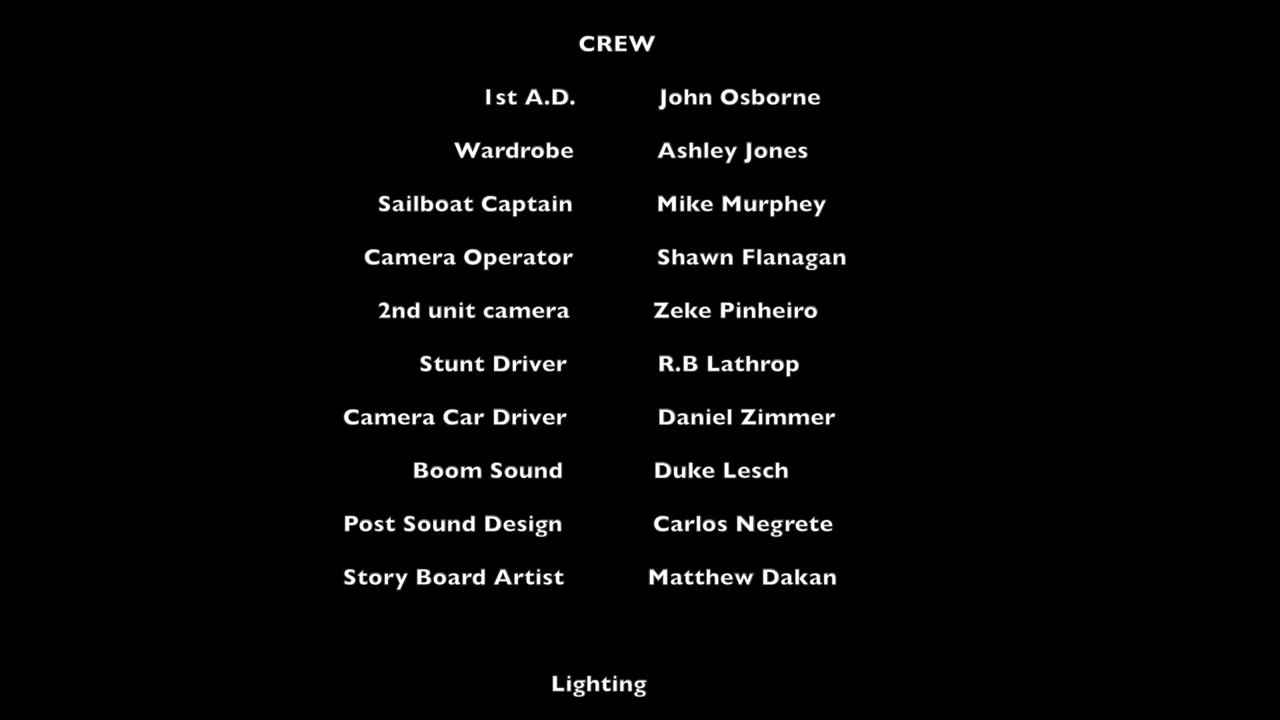 CREW
1st A.D. John Osborne
Wardrobe Ashley Jones
Sailboat Captain Mike Murphey
Camera Operator Shawn Flanagan
2nd unit camera Zeke Pinheiro
Stunt Driver R.B Lathrop
Camera Car Driver Daniel Zimmer
Boom Sound Duke Lesch
Post Sound Design Carlos Negrete
Story Board Artist Matthew Dakan
Lighting